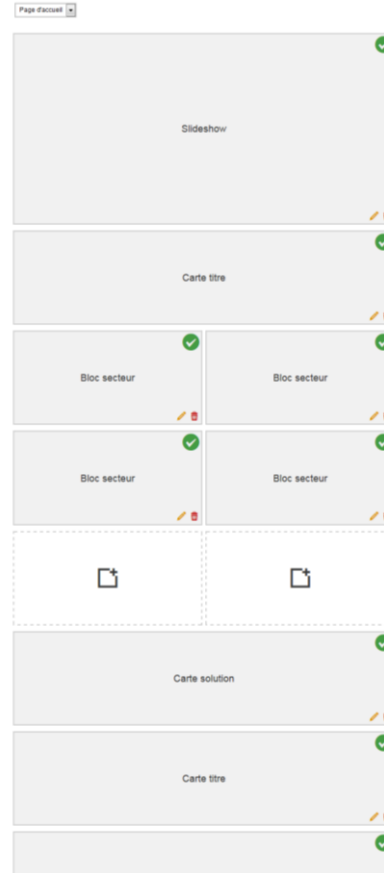 Page d'accueil
Slideshow
Carte titre
Bloc secteur
Bloc secteur
Bloc secteur
Bloc secteur
Carte solution
Carte titre